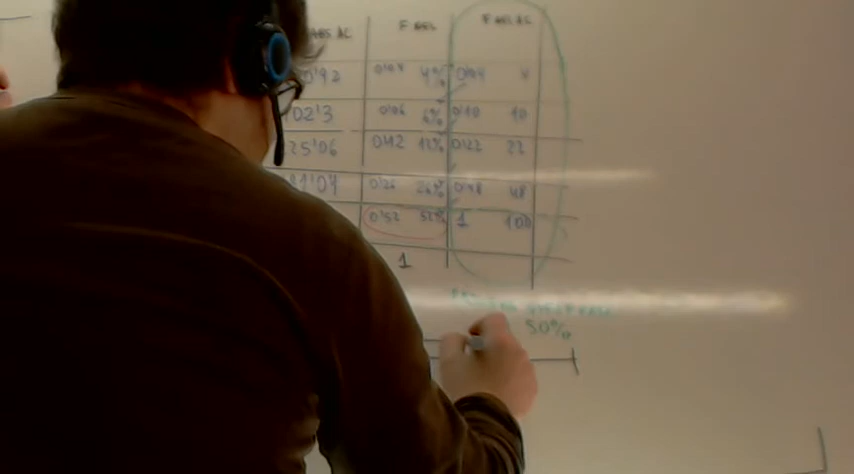 ABS AC F REL F REL AC
0'92 0'04 4% 0'04 4
02'3 0'06 6% 0'10 10
25'06 0'12 12% 0'22 22
0'26 26% 0'48 48
0'52 52% 1 100
1
50%